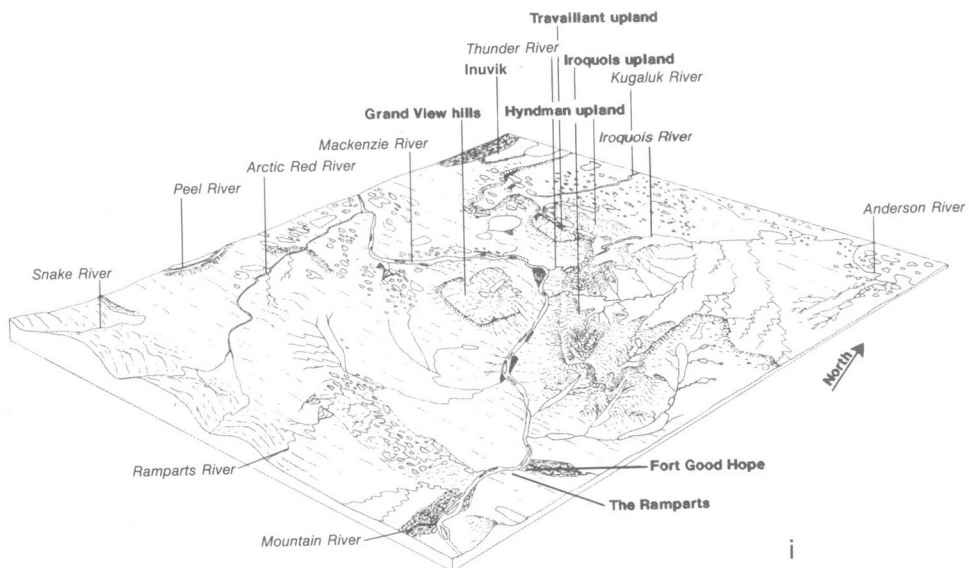 Travaillant upland
Thunder River
Iroquois upland
Inuvik
Kugaluk River
Grand View hills
Hyndman upland
Mackenzie River
Iroquois River
Arctic Red River
Peel River
Anderson River
Snake River
North
Ramparts River
Fort Good Hope
The Ramparts
Mountain River
i